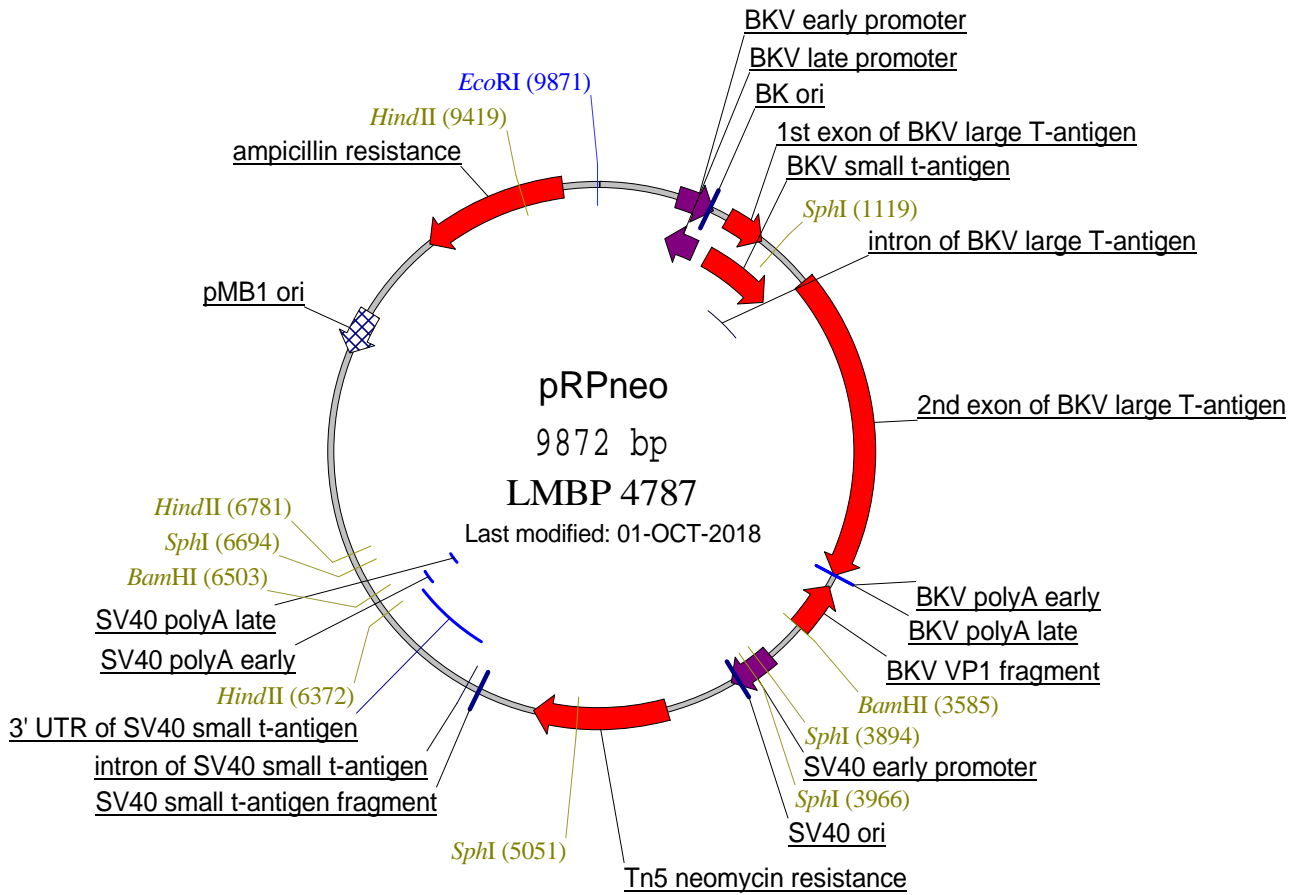 BKV early promoter
BKV late promoter
BK ori
1st exon of BKV large T-antigen
BKV small t-antigen
SphI (1119)
intron of BKV large T-antigen
2nd exon of BKV large T-antigen
BKV polyA early
BKV polyA late
BKV VP1 fragment
BamHI (3585)
SphI (3894)
SV40 early promoter
SphI (3966)
SV40 ori
Tn5 neomycin resistance
SphI (5051)
SV40 small t-antigen fragment
intron of SV40 small t-antigen
3' UTR of SV40 small t-antigen
HindII (6372)
SV40 polyA early
SV40 polyA late
BamHI (6503)
SphI (6694)
HindII (6781)
pMB1 ori
ampicillin resistance
HindII (9419)
EcoRI (9871)
pRPneo
9872 bp
LMBP 4787
Last modified: 01-OCT-2018